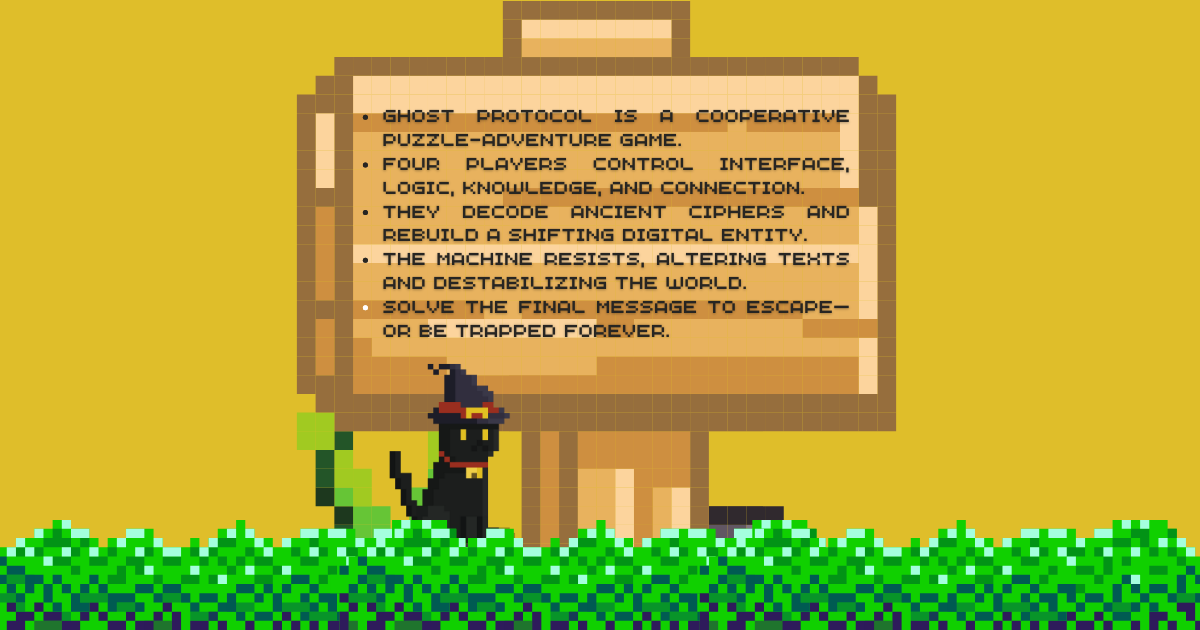 • GHOST PROTOCOL IS A COOPERATIVE
PUZZLE-ADVENTURE GAME.
• FOUR PLAYERS CONTROL INTERFACE,
LOGIC, KNOWLEDGE, AND CONNECTION.
• THEY DECODE ANCIENT CIPHERS AND
REBUILD A SHIFTING DIGITAL ENTITY.
• THE MACHINE RESISTS, ALTERING TEXTS
AND DESTABILIZING THE WORLD.
• SOLVE THE FINAL MESSAGE TO ESCAPE—
OR BE TRAPPED FOREVER.